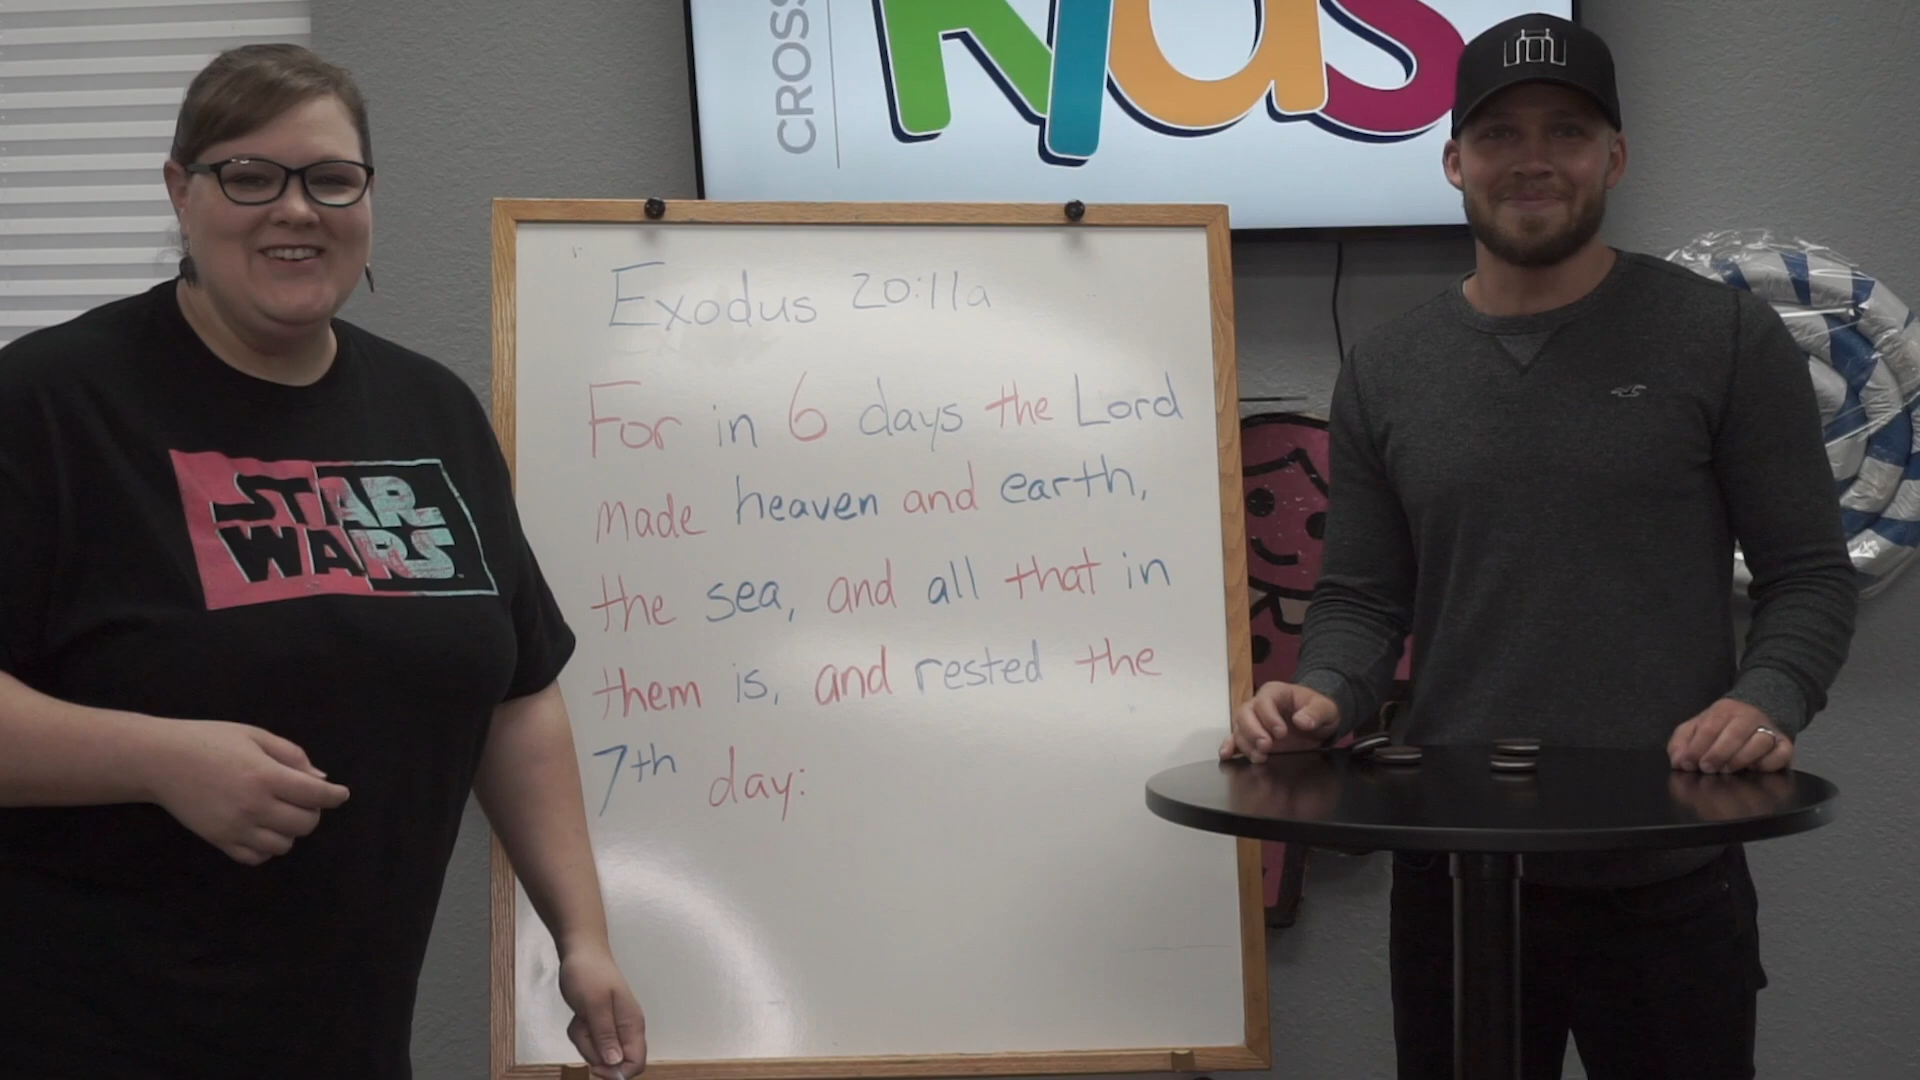 CROSS
Kids
Exodus 20:11a
For in 6 days the Lord
made heaven and earth,
the sea, and all that in
them is, and rested the
7th day:
STAR
WARS